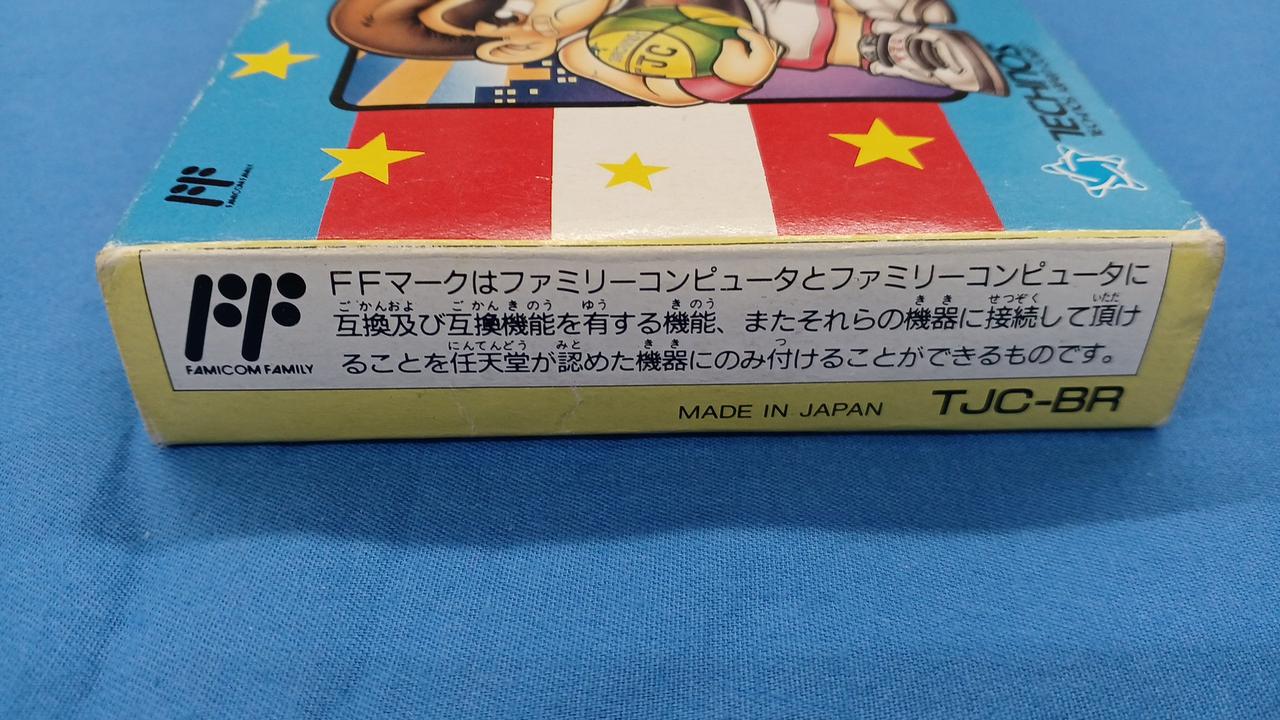 TJC
TECHNOS
FAMICOM FAMILY
FFマークはファミリーコンピュータとファミリーコンピュータに
互換及び互換機能を有する機能、またそれらの機器に接続して頂け
ることを任天堂が認めた機器にのみ付けることができるものです。
FAMICOM FAMILY
MADE IN JAPAN
TJC-BR